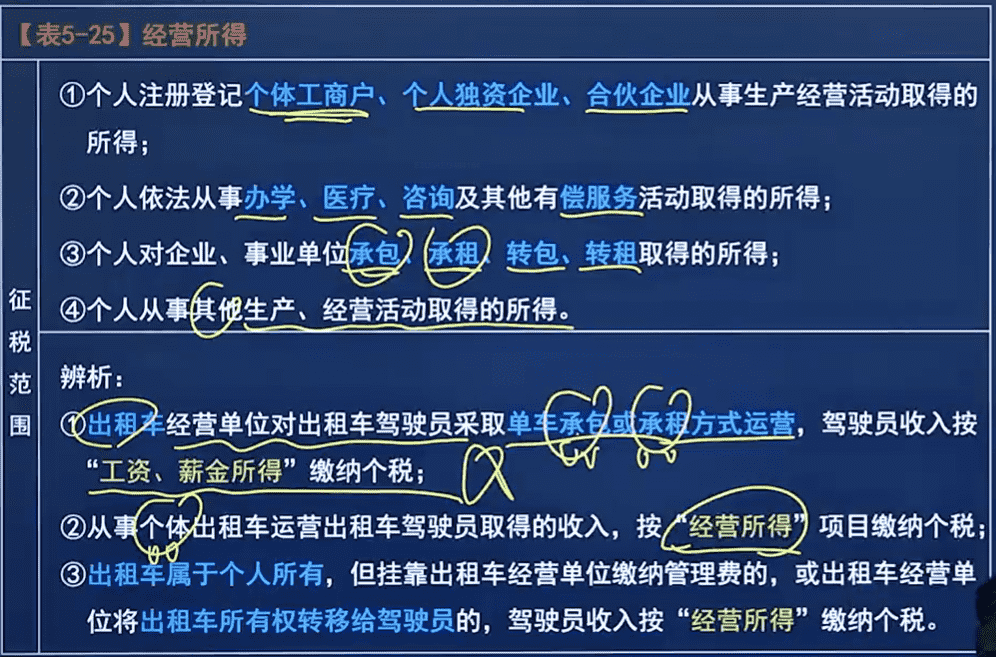 【表5-25】经营所得
①个人注册登记个体工商户、个人独资企业、合伙企业从事生产经营活动取得的
所得；
②个人依法从事办学、医疗、咨询及其他有偿服务活动取得的所得；
③个人对企业、事业单位承包、承租、转包、转租取得的所得；
④个人从事其他生产、经营活动取得的所得。
征税范围
辨析：
①出租车经营单位对出租车驾驶员采取单车承包或承租方式运营，驾驶员收入按
“工资、薪金所得”缴纳个税；
②从事个体出租车运营出租车驾驶员取得的收入，按“经营所得”项目缴纳个税；
③出租车属于个人所有，但挂靠出租车经营单位缴纳管理费的，或出租车经营单
位将出租车所有权转移给驾驶员的，驾驶员收入按“经营所得”缴纳个税。